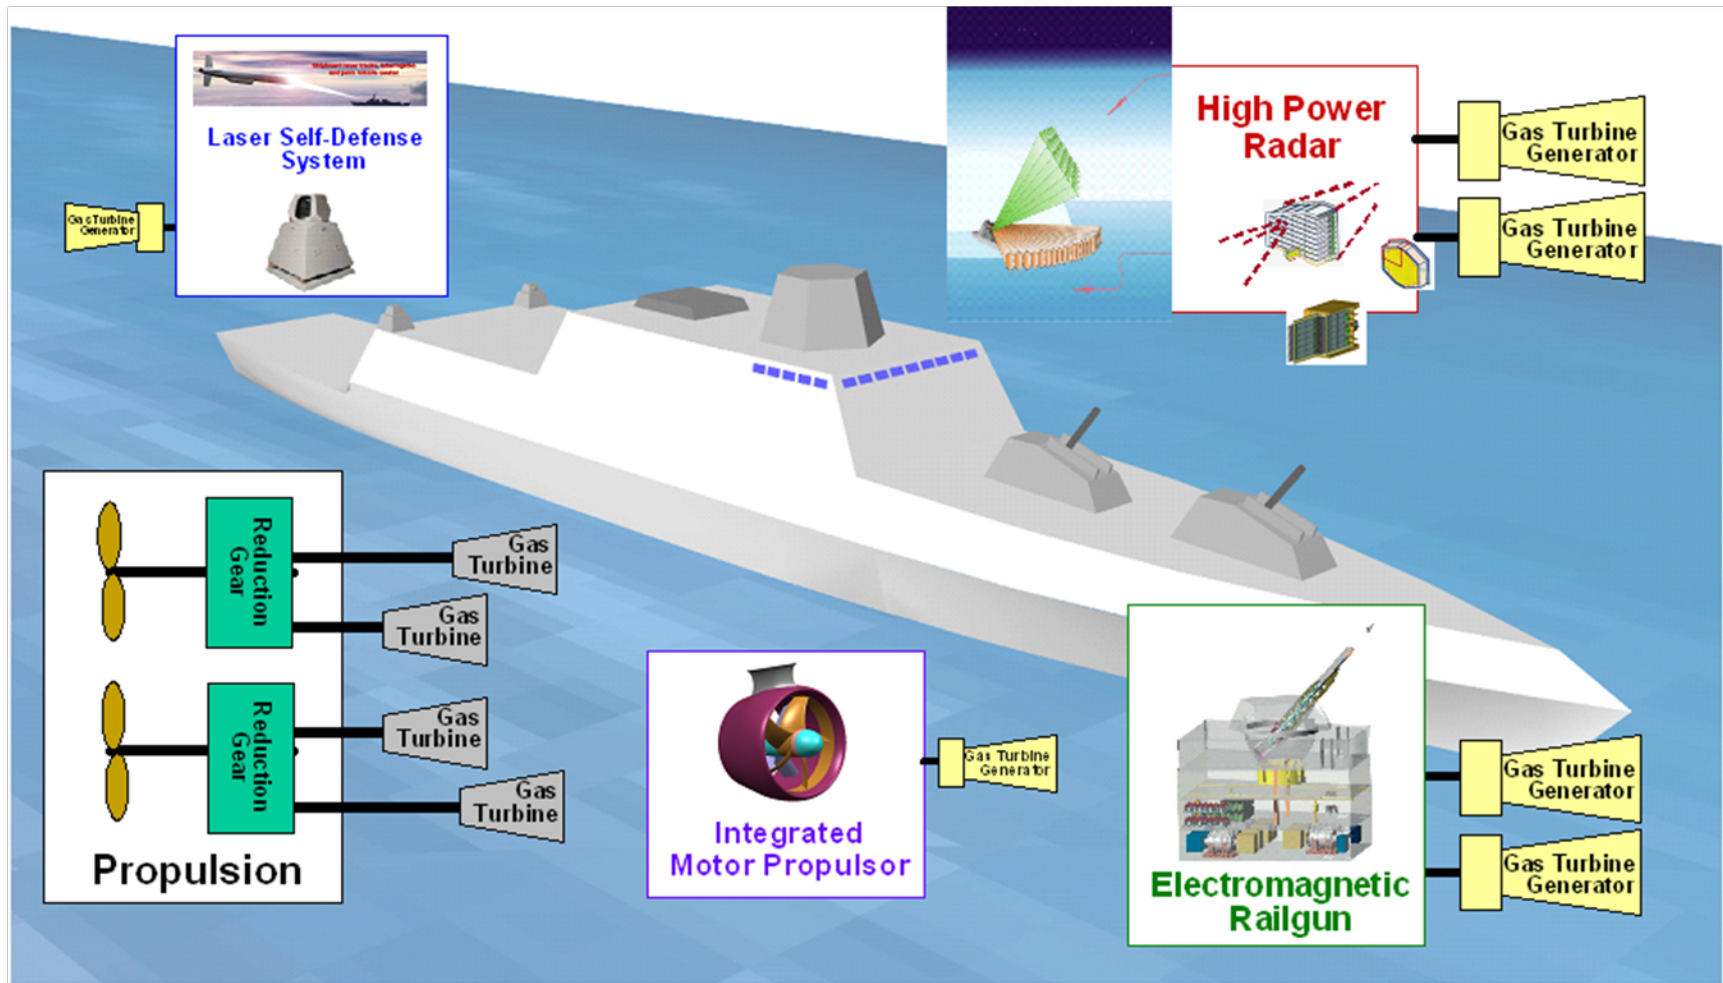 Laser Self-Defense
System
Gas Turbine
Generator
High Power
Radar
Gas Turbine
Generator
Gas Turbine
Generator
Reduction
Gear
Gas
Turbine
Gas
Turbine
Reduction
Gear
Gas
Turbine
Gas
Turbine
Propulsion
Integrated
Motor Propulsor
Gas Turbine
Generator
Electromagnetic
Railgun
Gas Turbine
Generator
Gas Turbine
Generator